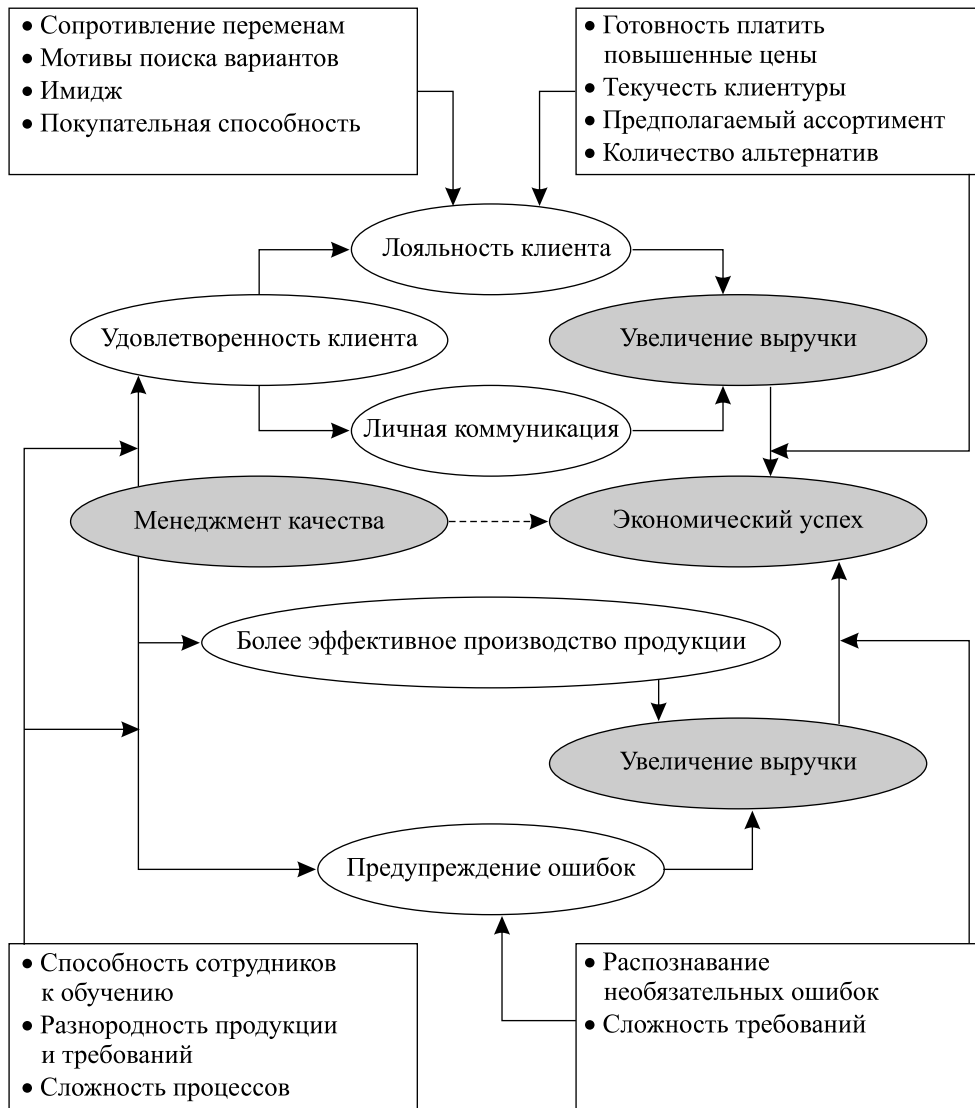 • Сопротивление переменам
• Мотивы поиска вариантов
• Имидж
• Покупательная способность
• Готовность платить
повышенные цены
• Текучесть клиентуры
• Предполагаемый ассортимент
• Количество альтернатив
Лояльность клиента
Удовлетворенность клиента
Увеличение выручки
Личная коммуникация
Менеджмент качества
Экономический успех
Более эффективное производство продукции
Увеличение выручки
Предупреждение ошибок
• Способность сотрудников
к обучению
• Разнородность продукции
и требований
• Сложность процессов
• Распознавание
необязательных ошибок
• Сложность требований